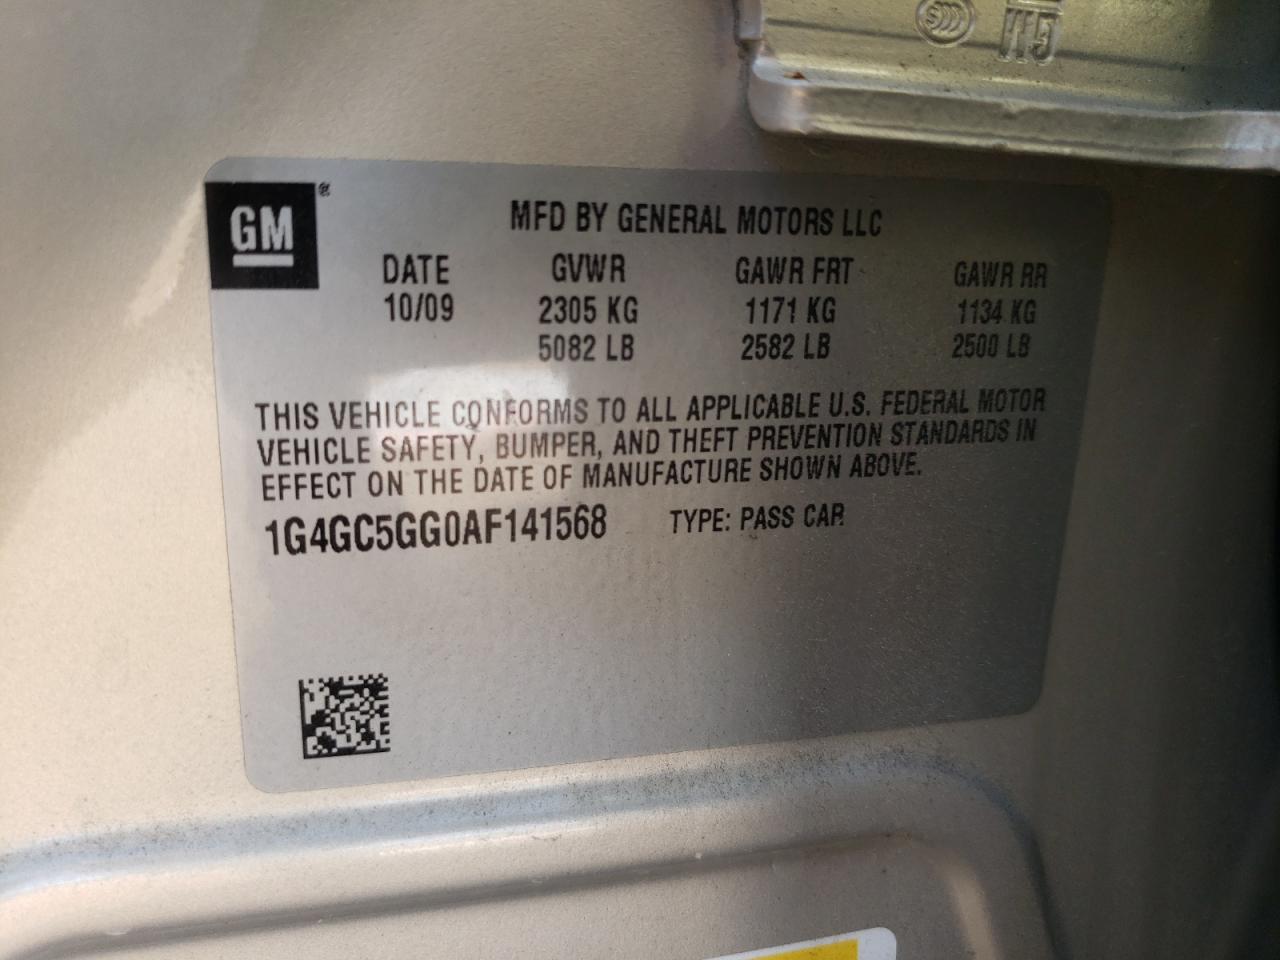 GM®
MFD BY GENERAL MOTORS LLC
DATE GVWR GAWR FRT GAWR RR
10/09 2305 KG 1171 KG 1134 KG
5082 LB 2582 LB 2500 LB
THIS VEHICLE CONFORMS TO ALL APPLICABLE U.S. FEDERAL MOTOR
VEHICLE SAFETY, BUMPER, AND THEFT PREVENTION STANDARDS IN
EFFECT ON THE DATE OF MANUFACTURE SHOWN ABOVE.
1G4GC5GG0AF141568 TYPE: PASS CAR